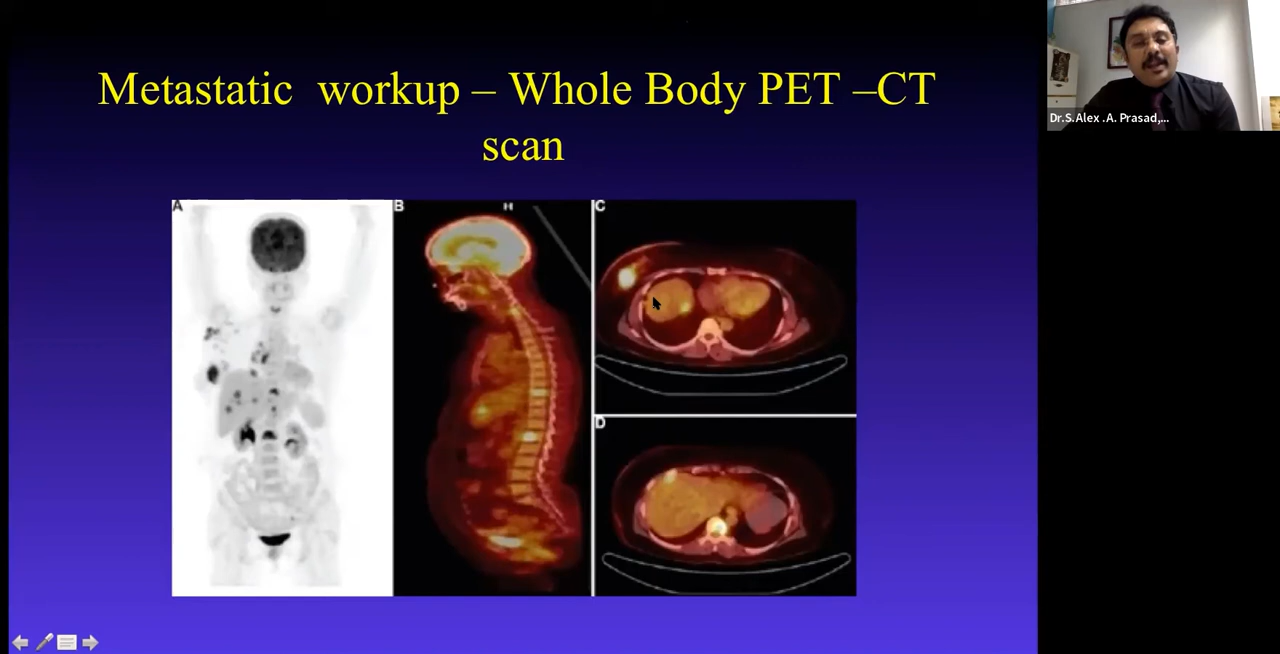 Metastatic  workup – Whole Body PET –CT
scan
A
B
H
C
D
Dr.S.Alex .A. Prasad,...